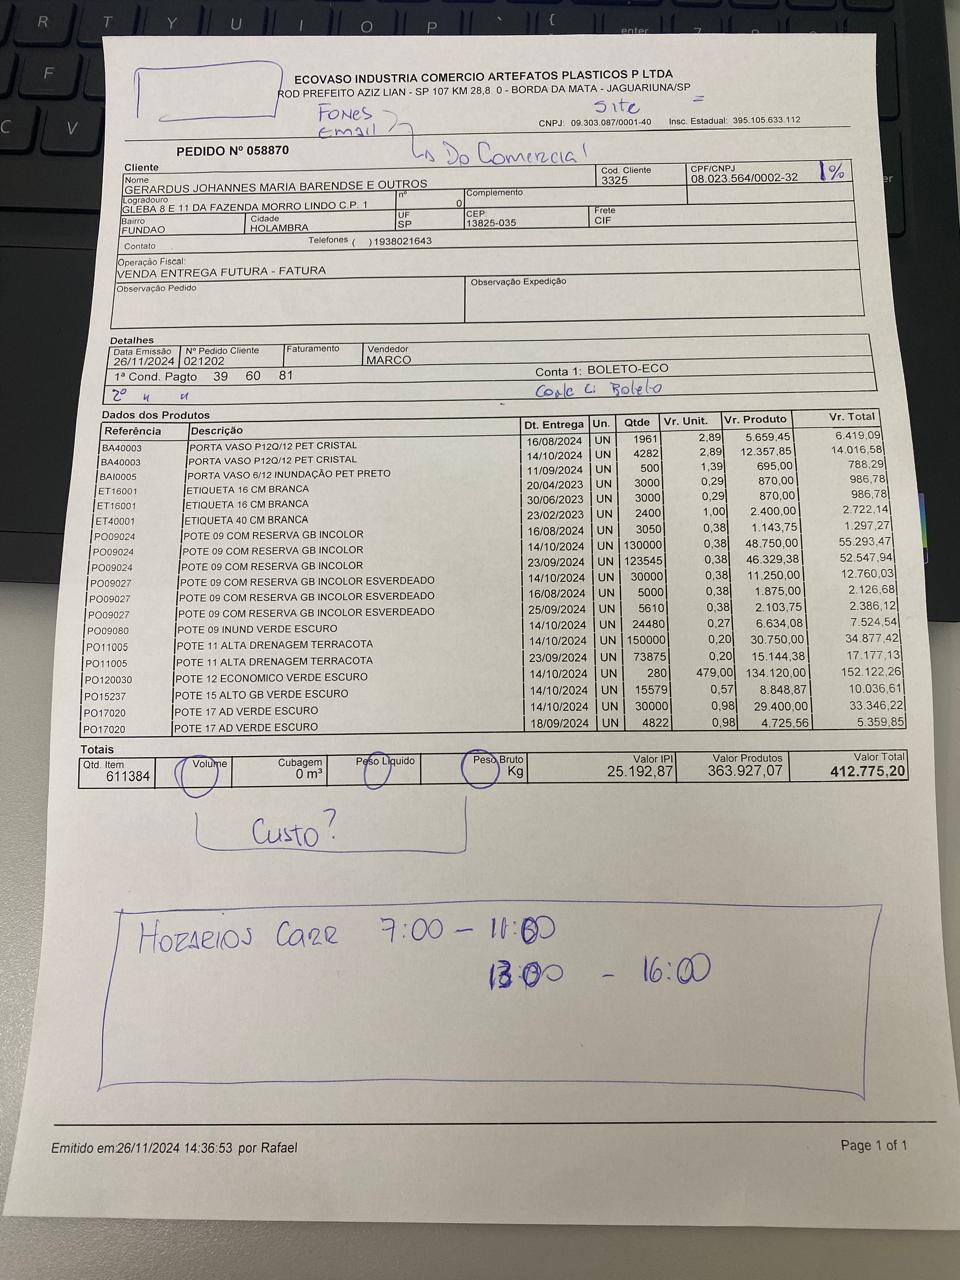 R T Y U I O P ` {
enter
F
C V
ECOVASO INDUSTRIA COMERCIO ARTEFATOS PLASTICOS P LTDA
ROD PREFEITO AZIZ LIAN - SP 107 KM 28,8 0 - BORDA DA MATA - JAGUARIUNA/SP
FONES
EMAIL
Site
CNPJ: 09.303.087/0001-40 Insc. Estadual: 395.105.633.112
PEDIDO Nº 058870
Do Comercial
Cliente
Nome Cod. Cliente CPF/CNPJ
GERARDUS JOHANNES MARIA BARENDSE E OUTROS 3325 08.023.564/0002-32 1%
Logradouro nº Complemento
GLEBA 8 E 11 DA FAZENDA MORRO LINDO C.P. 1 0
Bairro Cidade UF CEP: Frete
FUNDAO HOLAMBRA SP 13825-035 CIF
Contato Telefones ( )1938021643
Operação Fiscal:
VENDA ENTREGA FUTURA - FATURA
Observação Pedido Observação Expedição
Detalhes
Data Emissão Nº Pedido Cliente Faturamento Vendedor
26/11/2024 021202 MARCO
1ª Cond. Pagto 39 60 81 Conta 1: BOLETO-ECO
2º " " Boleto
Dados dos Produtos
Referência Descrição Dt. Entrega Un. Qtde Vr. Unit. Vr. Produto Vr. Total
BA40003 PORTA VASO P12Q/12 PET CRISTAL 16/08/2024 UN 1961 2,89 5.659,45 6.419,09
BA40003 PORTA VASO P12Q/12 PET CRISTAL 14/10/2024 UN 4282 2,89 12.357,85 14.016,58
BAI0005 PORTA VASO 6/12 INUNDAÇÃO PET PRETO 11/09/2024 UN 500 1,39 695,00 788,29
ET16001 ETIQUETA 16 CM BRANCA 20/04/2023 UN 3000 0,29 870,00 986,78
ET16001 ETIQUETA 16 CM BRANCA 30/06/2023 UN 3000 0,29 870,00 986,78
ET40001 ETIQUETA 40 CM BRANCA 23/02/2023 UN 2400 1,00 2.400,00 2.722,14
PO09024 POTE 09 COM RESERVA GB INCOLOR 16/08/2024 UN 3050 0,38 1.143,75 1.297,27
PO09024 POTE 09 COM RESERVA GB INCOLOR 14/10/2024 UN 130000 0,38 48.750,00 55.293,47
PO09024 POTE 09 COM RESERVA GB INCOLOR 23/09/2024 UN 123545 0,38 46.329,38 52.547,94
PO09027 POTE 09 COM RESERVA GB INCOLOR ESVERDEADO 14/10/2024 UN 30000 0,38 11.250,00 12.760,03
PO09027 POTE 09 COM RESERVA GB INCOLOR ESVERDEADO 16/08/2024 UN 5000 0,38 1.875,00 2.126,68
PO09027 POTE 09 COM RESERVA GB INCOLOR ESVERDEADO 25/09/2024 UN 5610 0,38 2.103,75 2.386,12
PO09080 POTE 09 INUND VERDE ESCURO 14/10/2024 UN 24480 0,27 6.634,08 7.524,54
PO11005 POTE 11 ALTA DRENAGEM TERRACOTA 14/10/2024 UN 150000 0,20 30.750,00 34.877,42
PO11005 POTE 11 ALTA DRENAGEM TERRACOTA 23/09/2024 UN 73875 0,20 15.144,38 17.177,13
PO120030 POTE 12 ECONOMICO VERDE ESCURO 14/10/2024 UN 280 479,00 134.120,00 152.122,26
PO15237 POTE 15 ALTO GB VERDE ESCURO 14/10/2024 UN 15579 0,57 8.848,87 10.036,61
PO17020 POTE 17 AD VERDE ESCURO 14/10/2024 UN 30000 0,98 29.400,00 33.346,22
PO17020 POTE 17 AD VERDE ESCURO 18/09/2024 UN 4822 0,98 4.725,56 5.359,85
Totais
Qtd. Item Volume Cubagem Peso Liquido Peso Bruto Valor IPI Valor Produtos Valor Total
611384 0 m³ Kg 25.192,87 363.927,07 412.775,20
Custo?
HORARIOS CARR 7:00 - 11:00
13:00 - 16:00
Emitido em:26/11/2024 14:36:53 por Rafael Page 1 of 1